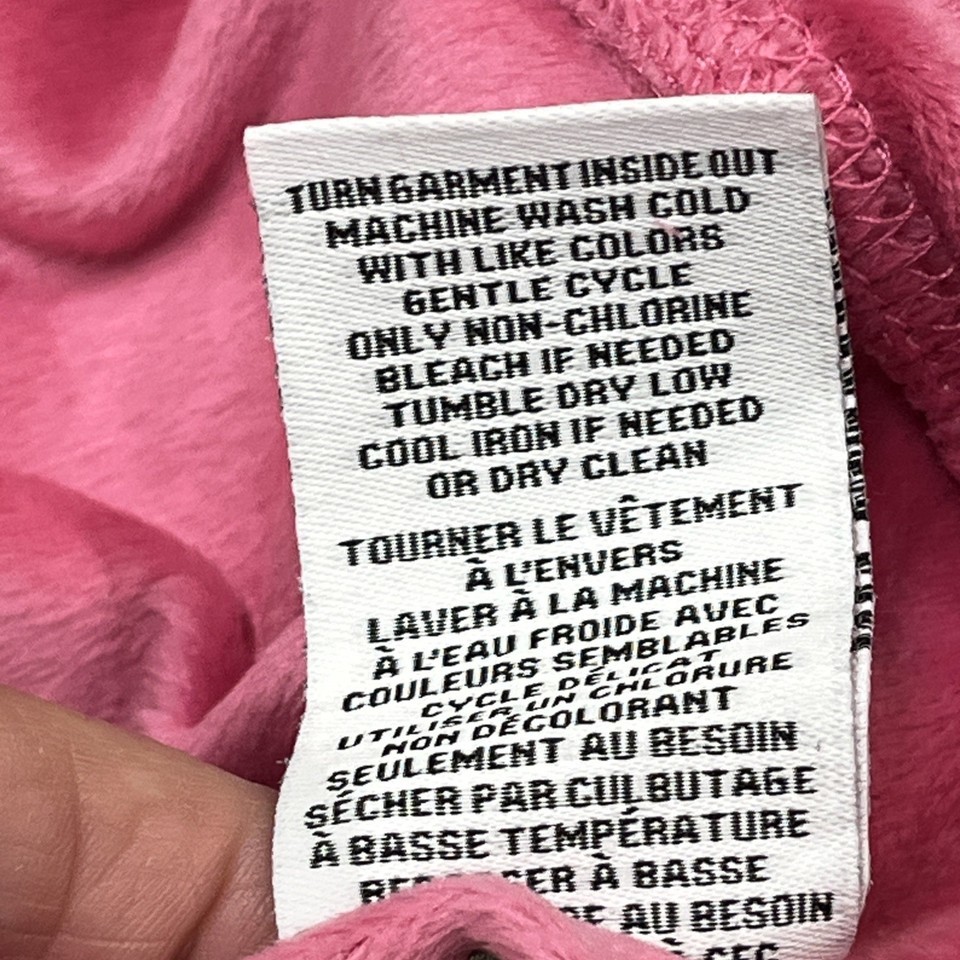 TURN GARMENT INSIDE OUT
MACHINE WASH COLD
WITH LIKE COLORS
GENTLE CYCLE
ONLY NON-CHLORINE
BLEACH IF NEEDED
TUMBLE DRY LOW
COOL IRON IF NEEDED
OR DRY CLEAN
TOURNER LE VÊTEMENT
À L'ENVERS
LAVER À LA MACHINE
À L'EAU FROIDE AVEC
COULEURS SEMBLABLES
CYCLE DÉLICAT
UTILISER UN CHLORURE
NON DÉCOLORANT
SEULEMENT AU BESOIN
SÉCHER PAR CULBUTAGE
À BASSE TEMPÉRATURE
À BASSE
AU BESOIN